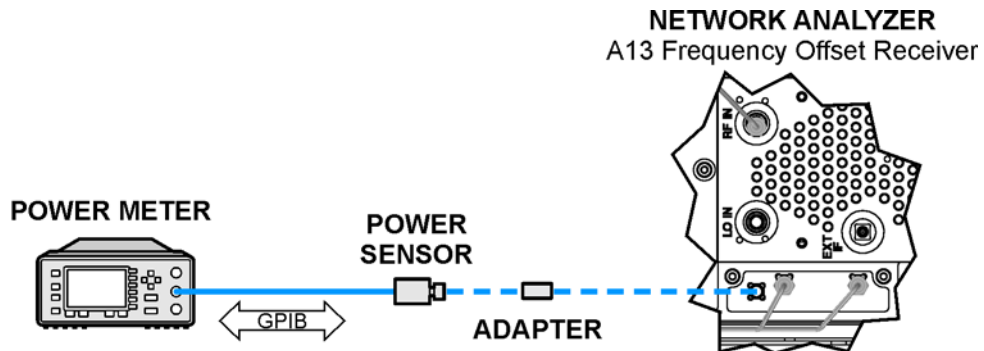 NETWORK ANALYZER
A13 Frequency Offset Receiver
RF IN
LO IN
EXT
IF
POWER METER
POWER
SENSOR
GPIB
ADAPTER